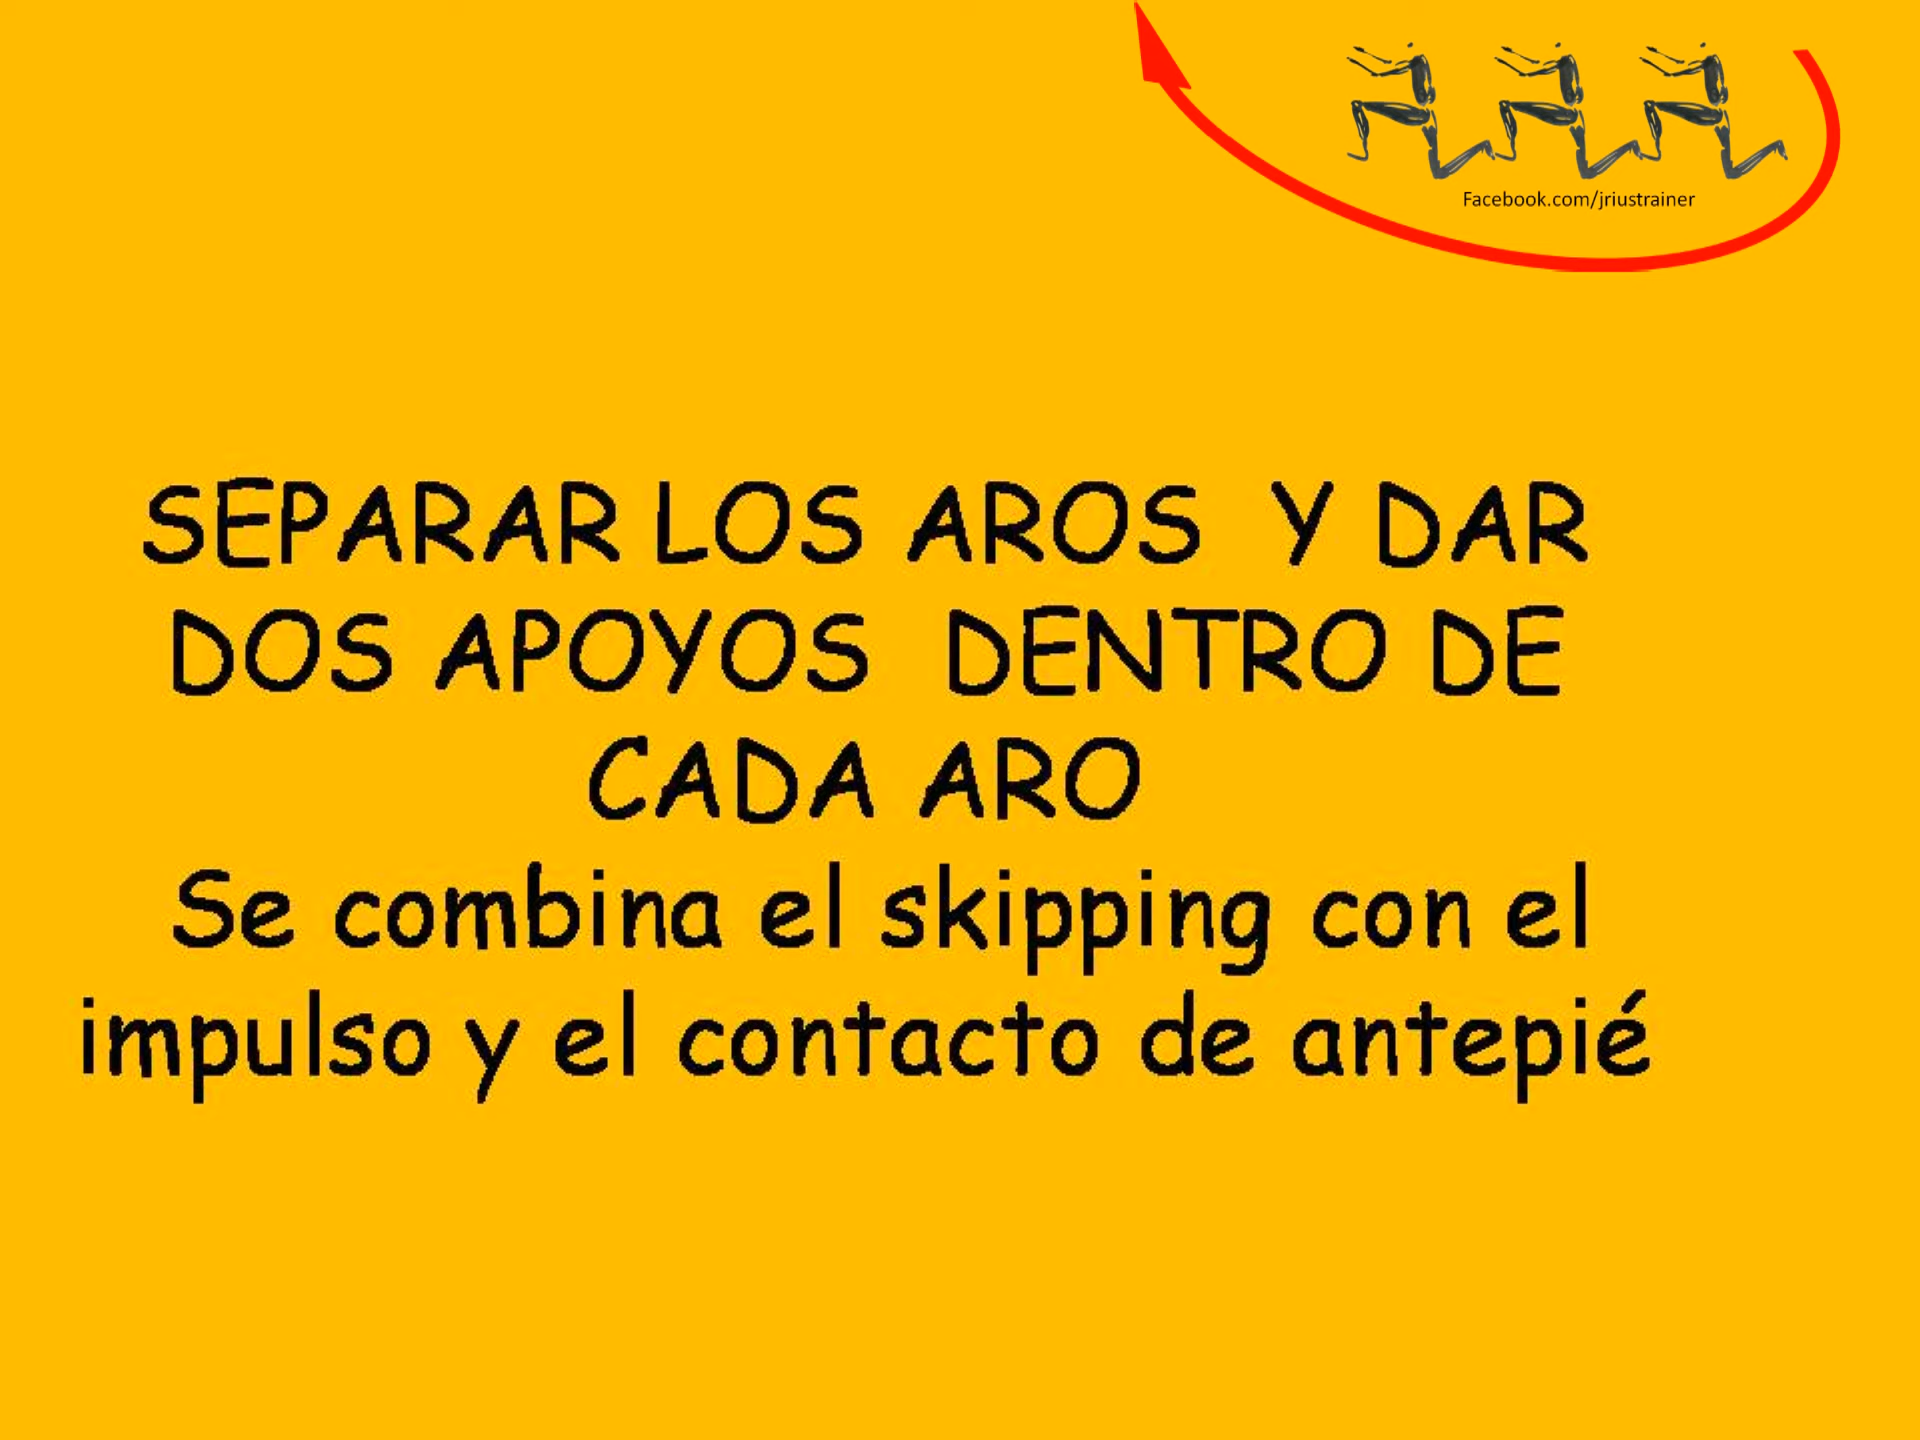 Facebook.com/jriustrainer
SEPARAR LOS AROS Y DAR
DOS APOYOS DENTRO DE
CADA ARO
Se combina el skipping con el
impulso y el contacto de antepié